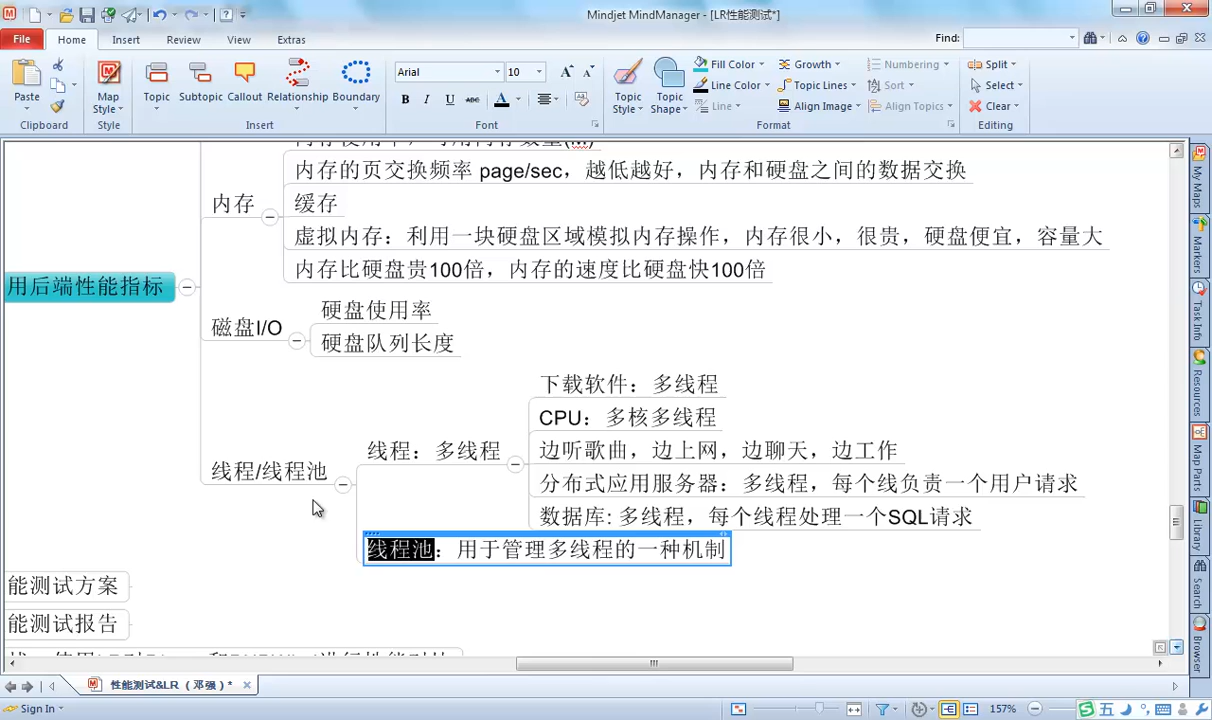 Mindjet MindManager - [LR性能测试*]
File
Home
Insert
Review
View
Extras
Find:
Paste
Map Style
Topic
Subtopic
Callout
Relationship
Boundary
Arial
10
B I U abc A
Topic Style
Topic Shape
Fill Color
Line Color
Line
Growth
Topic Lines
Align Image
Numbering
Sort
Align Topics
Split
Select
Clear
Clipboard
Style
Insert
Font
Format
Editing
内存的页交换频率 page/sec，越低越好，内存和硬盘之间的数据交换
内存
缓存
虚拟内存：利用一块硬盘区域模拟内存操作，内存很小，很贵，硬盘便宜，容量大
内存比硬盘贵100倍，内存的速度比硬盘快100倍
用后端性能指标
磁盘I/O
硬盘使用率
硬盘队列长度
线程/线程池
线程：多线程
下载软件：多线程
CPU：多核多线程
边听歌曲，边上网，边聊天，边工作
分布式应用服务器：多线程，每个线负责一个用户请求
数据库: 多线程，每个线程处理一个SQL请求
线程池：用于管理多线程的一种机制
能测试方案
能测试报告
My Maps
Markers
Task Info
Resources
Map Parts
Library
Search
Browser
性能测试&LR （邓强）*
Sign In
157%
五